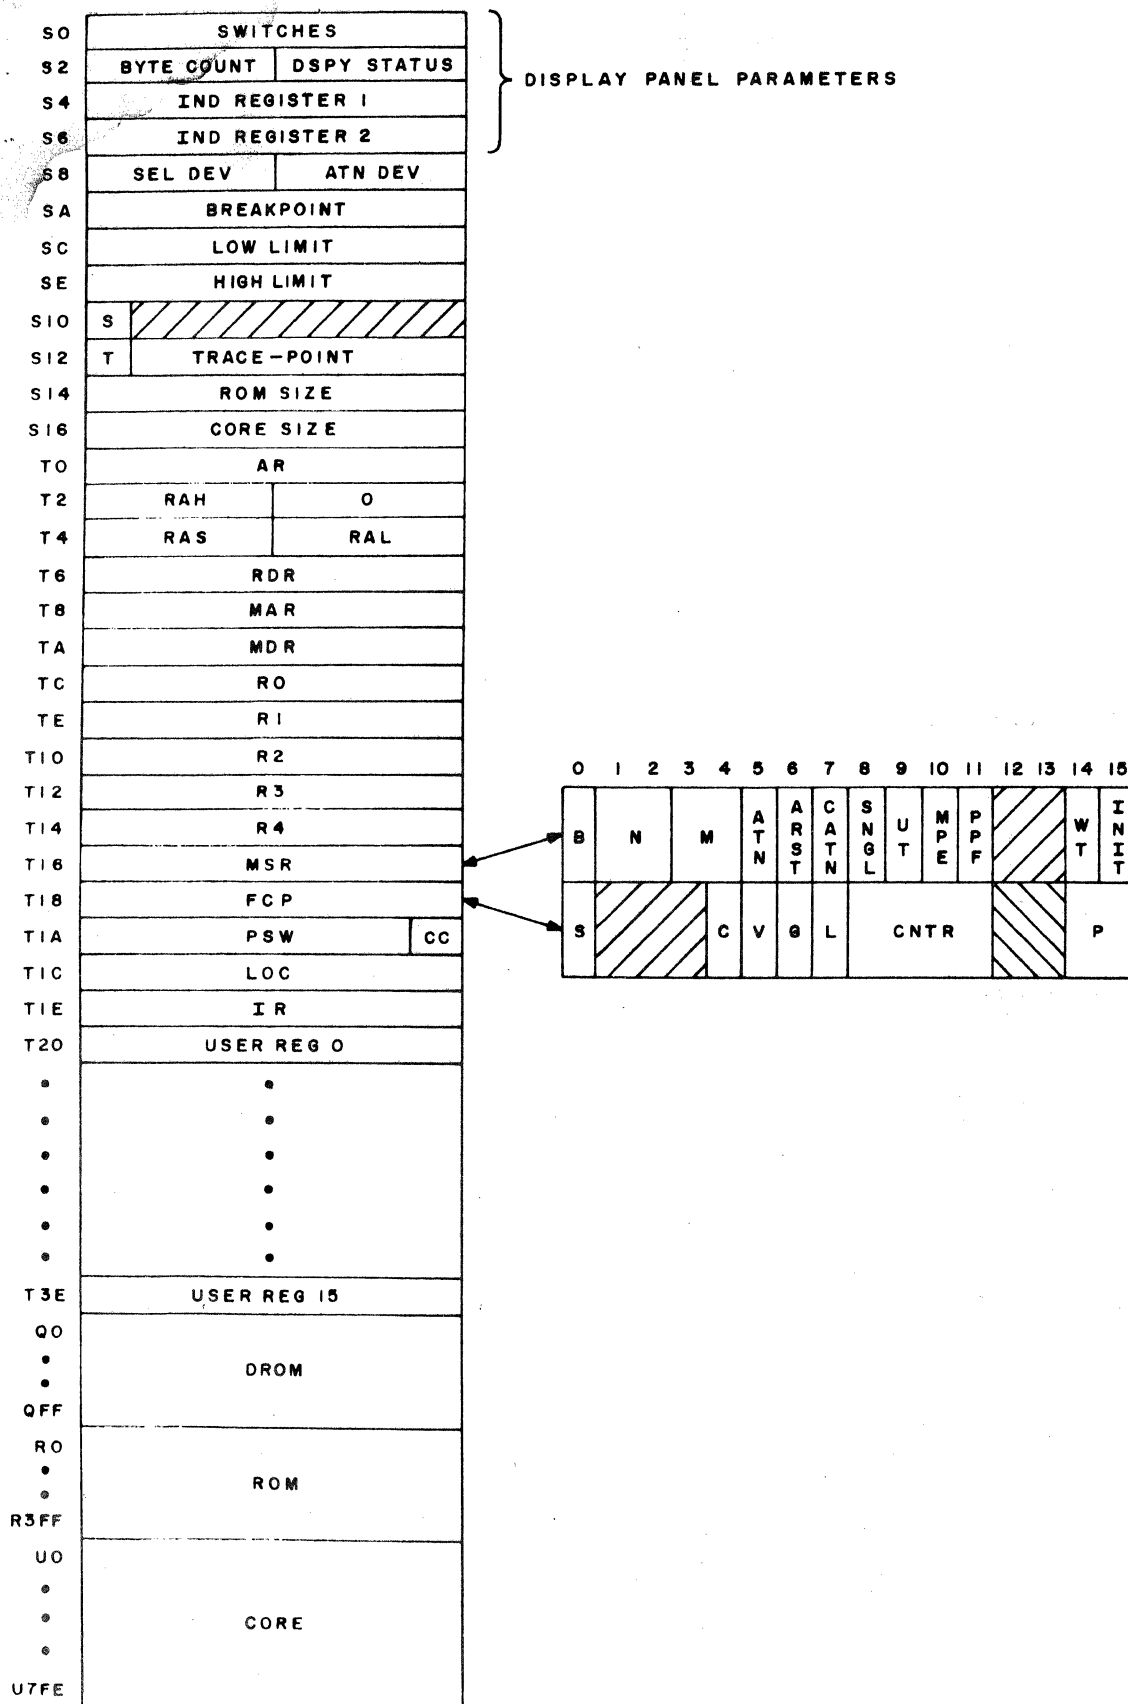 S0 SWITCHES
S2 BYTE COUNT DSPY STATUS
DISPLAY PANEL PARAMETERS
S4 IND REGISTER 1
S6 IND REGISTER 2
S8 SEL DEV ATN DEV
SA BREAKPOINT
SC LOW LIMIT
SE HIGH LIMIT
S10 S
S12 T TRACE-POINT
S14 ROM SIZE
S16 CORE SIZE
T0 AR
T2 RAH 0
T4 RAS RAL
T6 RDR
T8 MAR
TA MDR
TC R0
TE R1
T10 R2
T12 R3
T14 R4
T16 MSR
T18 FCP
T1A PSW CC
T1C LOC
T1E IR
T20 USER REG 0
T3E USER REG 15
Q0
DROM
QFF
R0
ROM
R3FF
U0
CORE
U7FE
0 1 2 3 4 5 6 7 8 9 10 11 12 13 14 15
B N M ATN ARST CATN SNGL UT MPE PPF WT INIT
S C V G L CNTR P